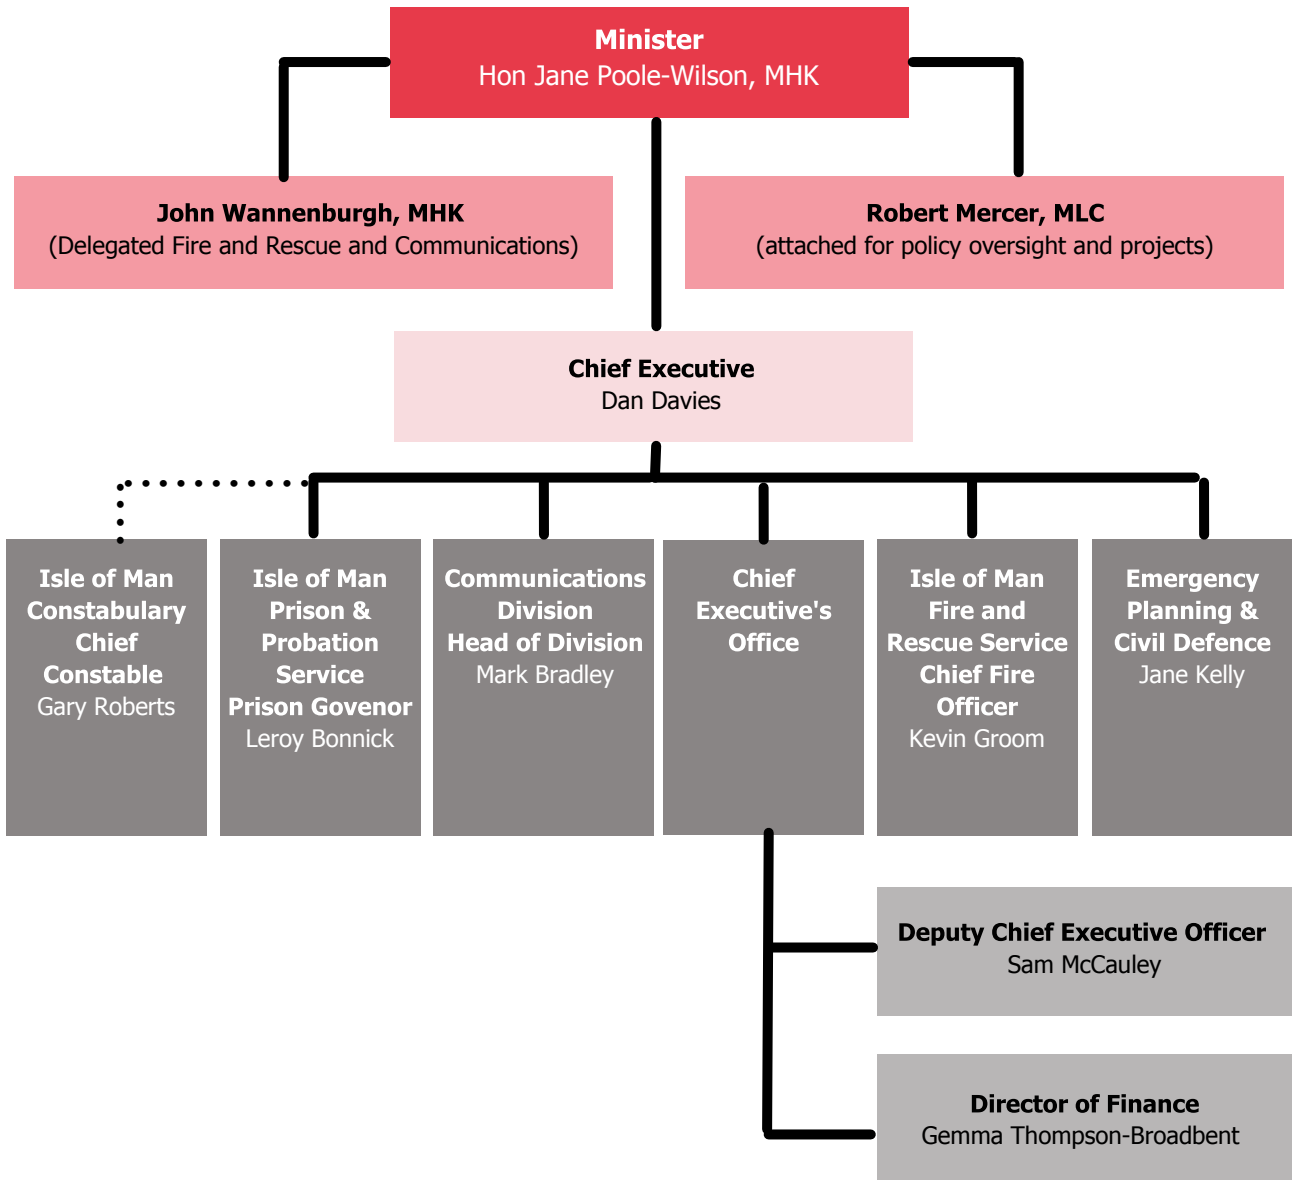 Minister
Hon Jane Poole-Wilson, MHK
John Wannenburgh, MHK
(Delegated Fire and Rescue and Communications)
Robert Mercer, MLC
(attached for policy oversight and projects)
Chief Executive
Dan Davies
Isle of Man
Constabulary
Chief
Constable
Gary Roberts
Isle of Man
Prison &
Probation
Service
Prison Govenor
Leroy Bonnick
Communications
Division
Head of Division
Mark Bradley
Chief
Executive's
Office
Isle of Man
Fire and
Rescue Service
Chief Fire
Officer
Kevin Groom
Emergency
Planning &
Civil Defence
Jane Kelly
Deputy Chief Executive Officer
Sam McCauley
Director of Finance
Gemma Thompson-Broadbent